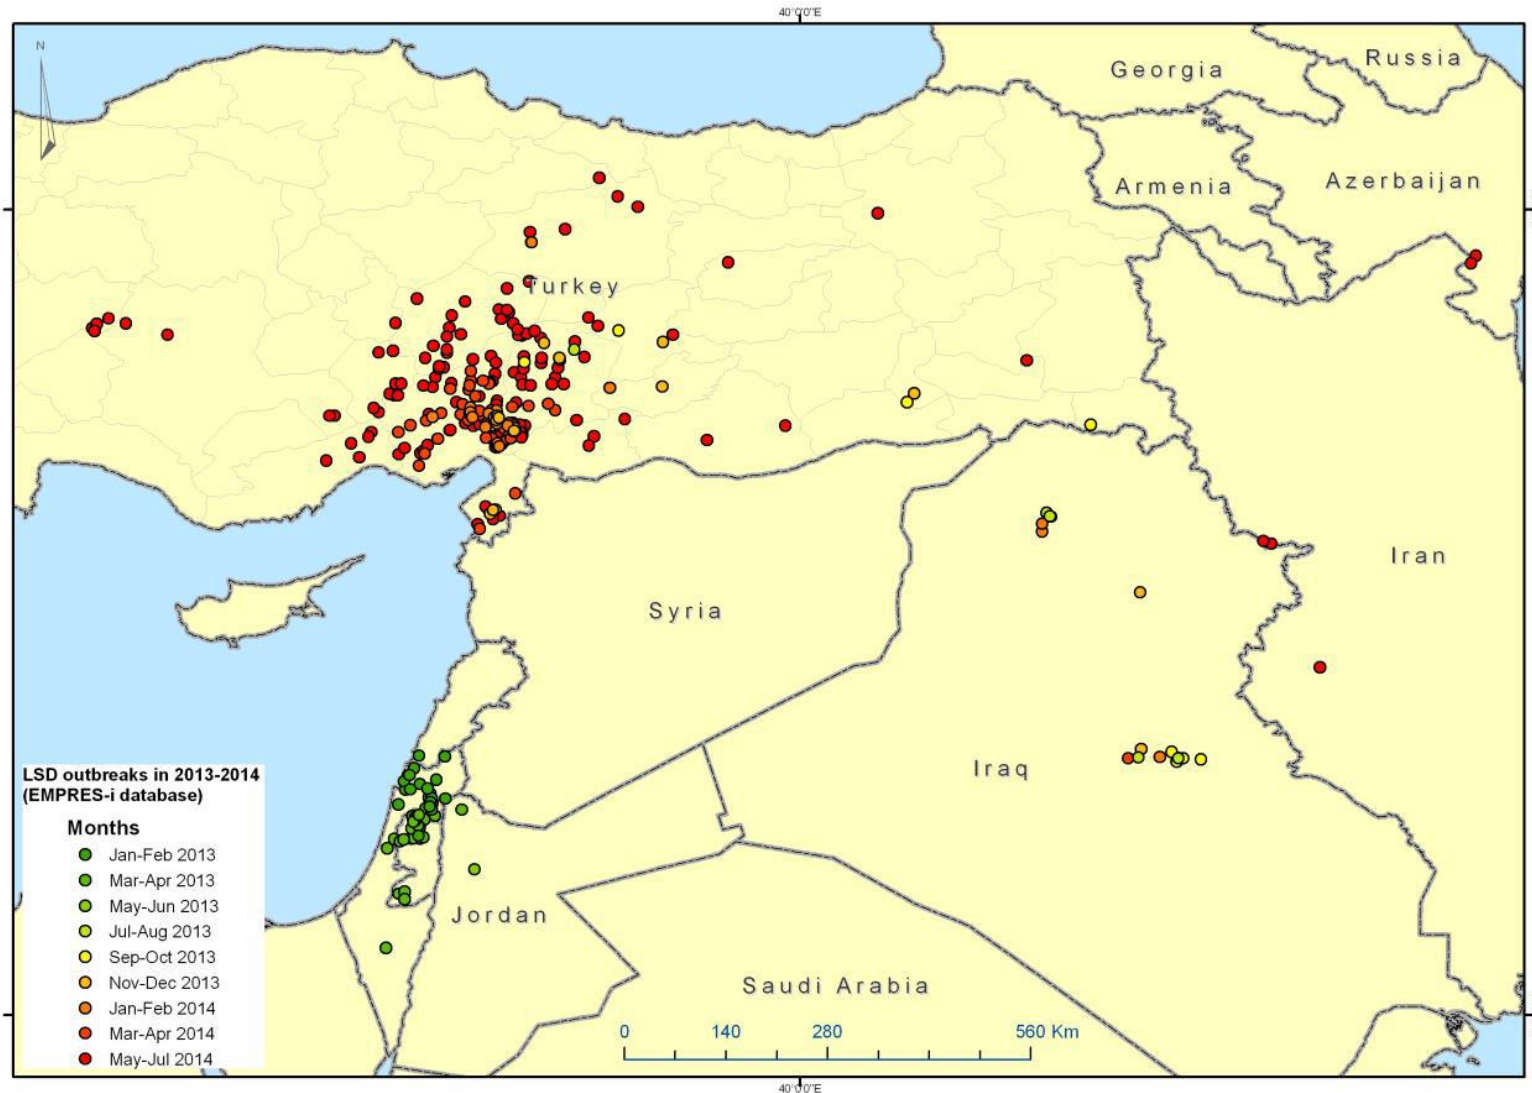 40°0'0"E
N
Georgia
Russia
Armenia
Azerbaijan
Turkey
Iran
Syria
Iraq
Jordan
Saudi Arabia
LSD outbreaks in 2013-2014
(EMPRES-i database)
Months
Jan-Feb 2013
Mar-Apr 2013
May-Jun 2013
Jul-Aug 2013
Sep-Oct 2013
Nov-Dec 2013
Jan-Feb 2014
Mar-Apr 2014
May-Jul 2014
0 140 280 560 Km
40°0'0"E